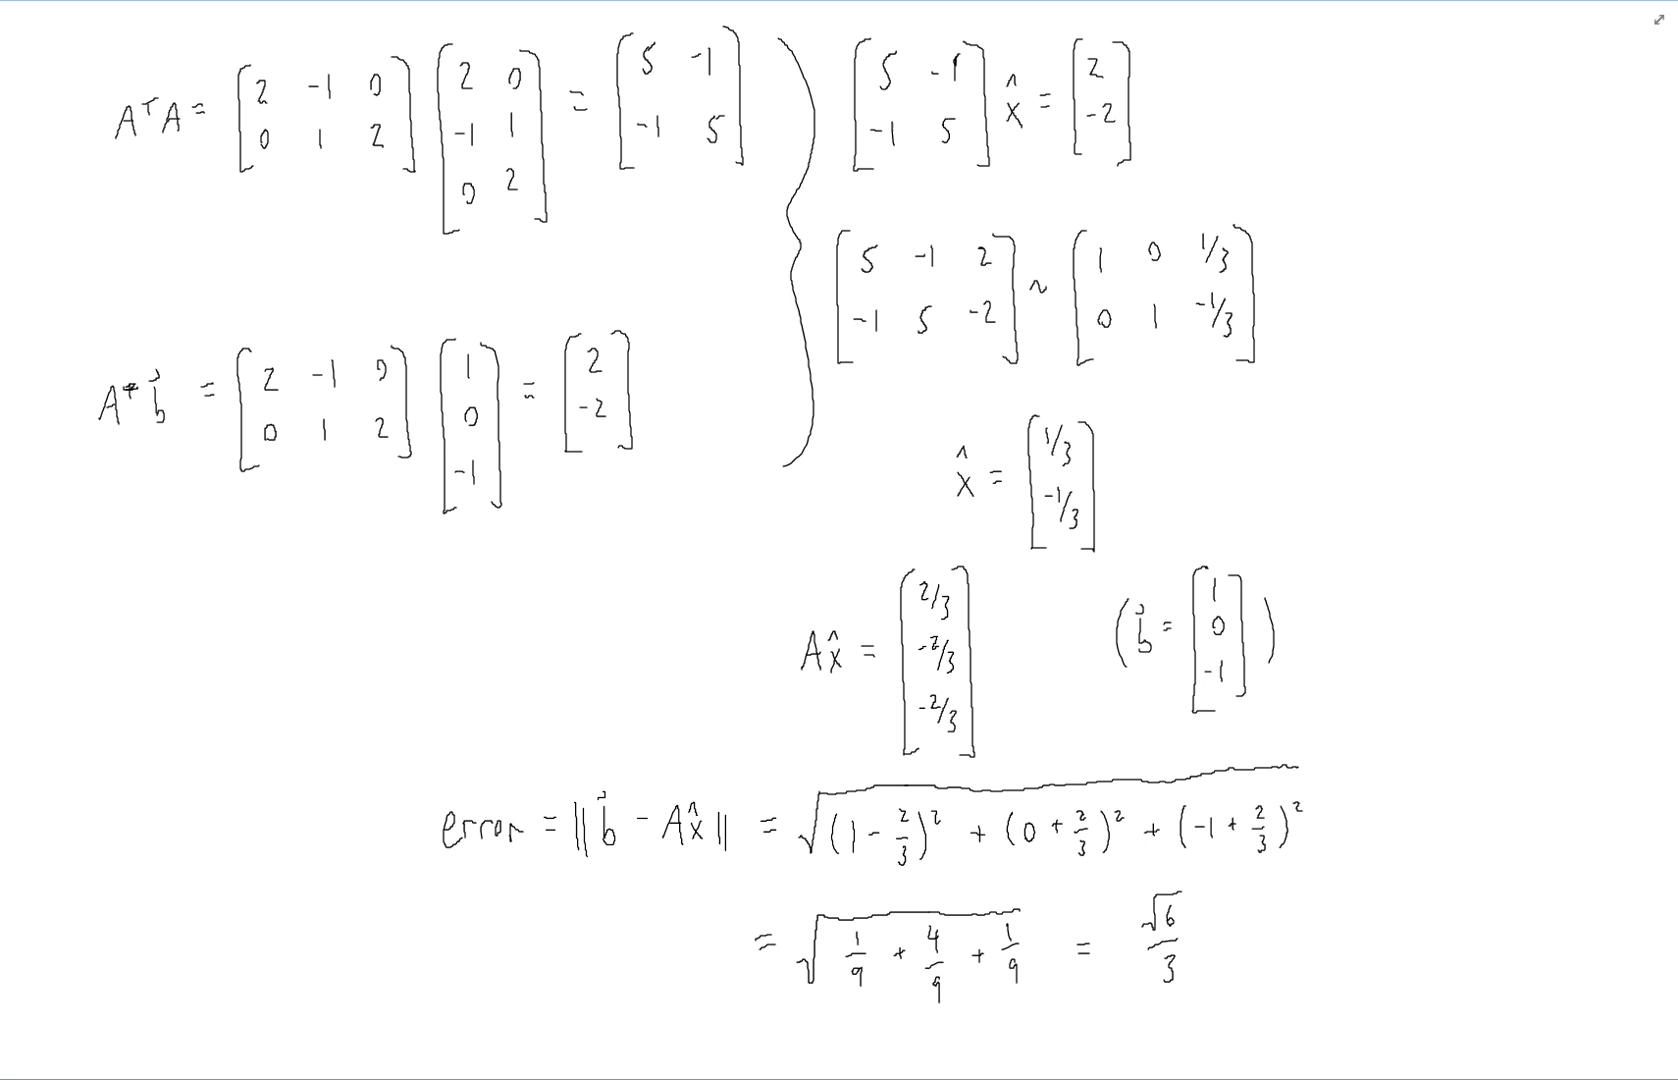 AᵀA = [2 -1 0; 0 1 2] [2 0; -1 1; 0 2] = [5 -1; -1 5]
Aᵀb⃗ = [2 -1 0; 0 1 2] [1; 0; -1] = [2; -2]
[5 -1; -1 5] x̂ = [2; -2]
[5 -1 2; -1 5 -2] ~ [1 0 1/3; 0 1 -1/3]
x̂ = [1/3; -1/3]
Ax̂ = [2/3; -2/3; -2/3] (b⃗ = [1; 0; -1])
error = ||b⃗ - Ax̂|| = √((1 - 2/3)² + (0 + 2/3)² + (-1 + 2/3)²)
= √(1/9 + 4/9 + 1/9) = √6/3